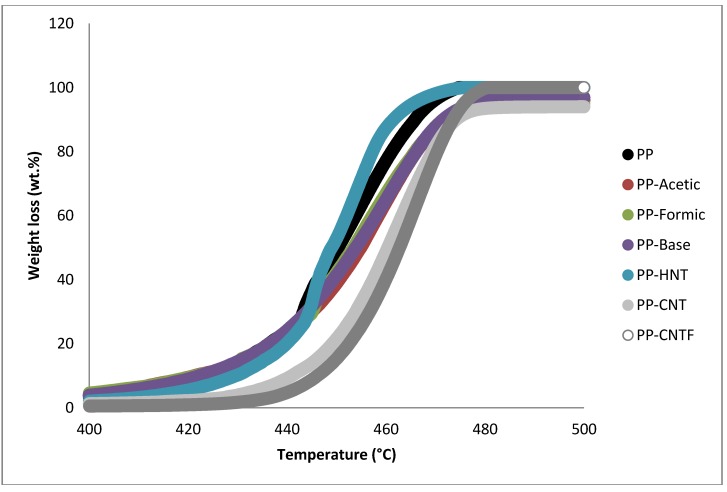 120
100
80
60
40
20
0
400 420 440 460 480 500
Weight loss (wt.%)
Temperature (°C)
PP
PP-Acetic
PP-Formic
PP-Base
PP-HNT
PP-CNT
PP-CNTF